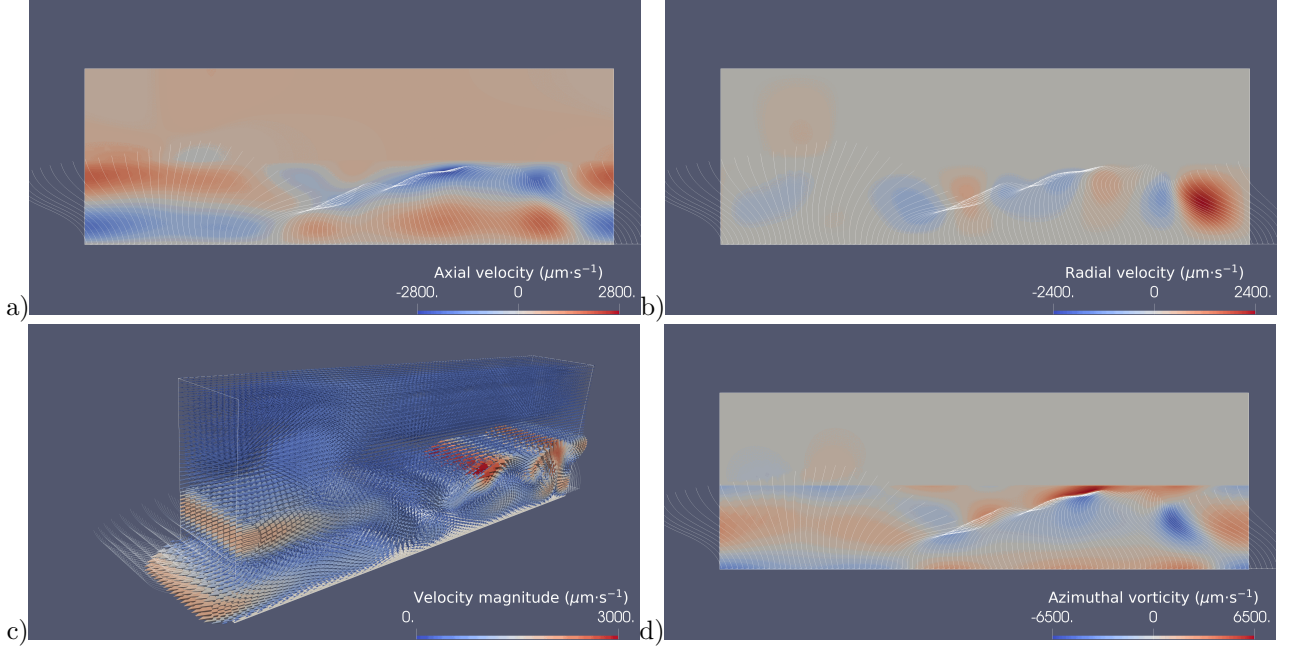 Axial velocity (μm·s⁻¹)
-2800. 0 2800.
a)
Radial velocity (μm·s⁻¹)
-2400. 0 2400.
b)
Velocity magnitude (μm·s⁻¹)
0. 3000.
c)
Azimuthal vorticity (μm·s⁻¹)
-6500. 0 6500.
d)